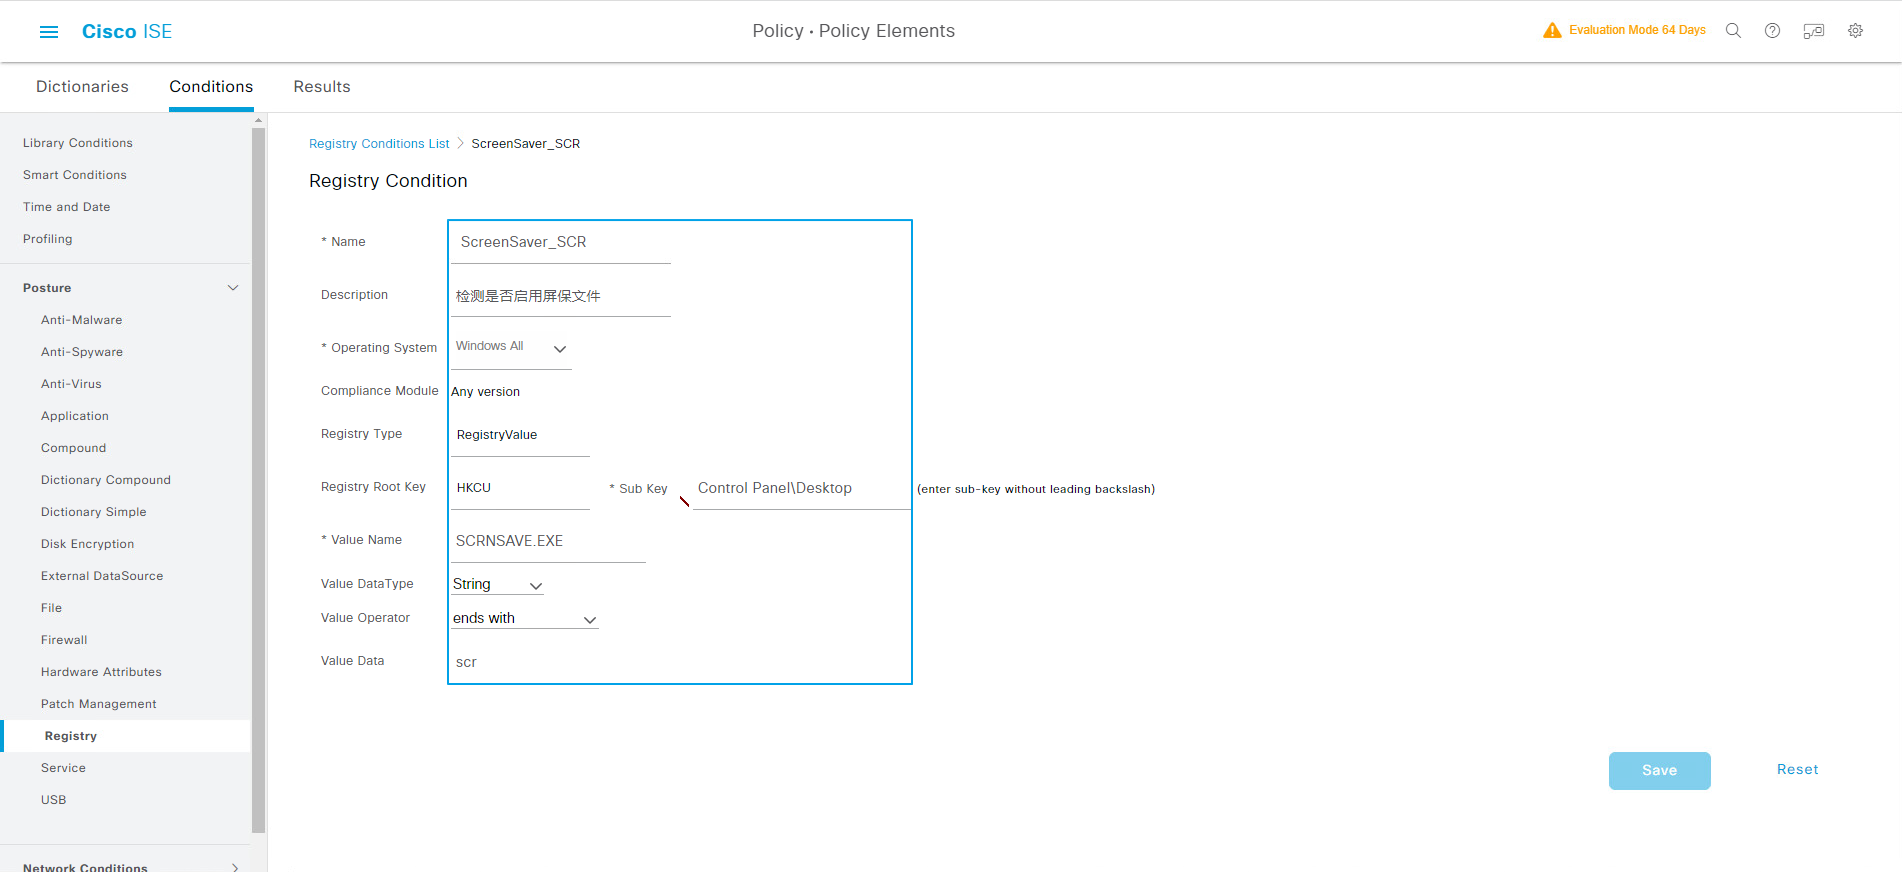 Cisco ISE
Policy · Policy Elements
Evaluation Mode 64 Days
Dictionaries
Conditions
Results
Library Conditions
Smart Conditions
Time and Date
Profiling
Posture
Anti-Malware
Anti-Spyware
Anti-Virus
Application
Compound
Dictionary Compound
Dictionary Simple
Disk Encryption
External DataSource
File
Firewall
Hardware Attributes
Patch Management
Registry
Service
USB
Network Conditions
Registry Conditions List > ScreenSaver_SCR
Registry Condition
* Name ScreenSaver_SCR
Description 检测是否启用屏保文件
* Operating System Windows All
Compliance Module Any version
Registry Type RegistryValue
Registry Root Key HKCU * Sub Key Control Panel\Desktop (enter sub-key without leading backslash)
* Value Name SCRNSAVE.EXE
Value DataType String
Value Operator ends with
Value Data scr
Save
Reset